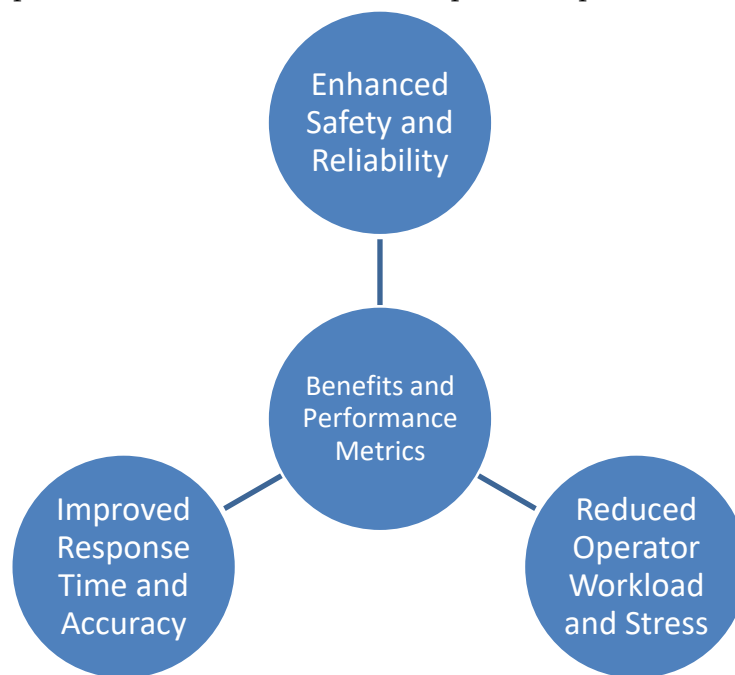 Enhanced
Safety and
Reliability
Benefits and
Performance
Metrics
Improved
Response
Time and
Accuracy
Reduced
Operator
Workload
and Stress